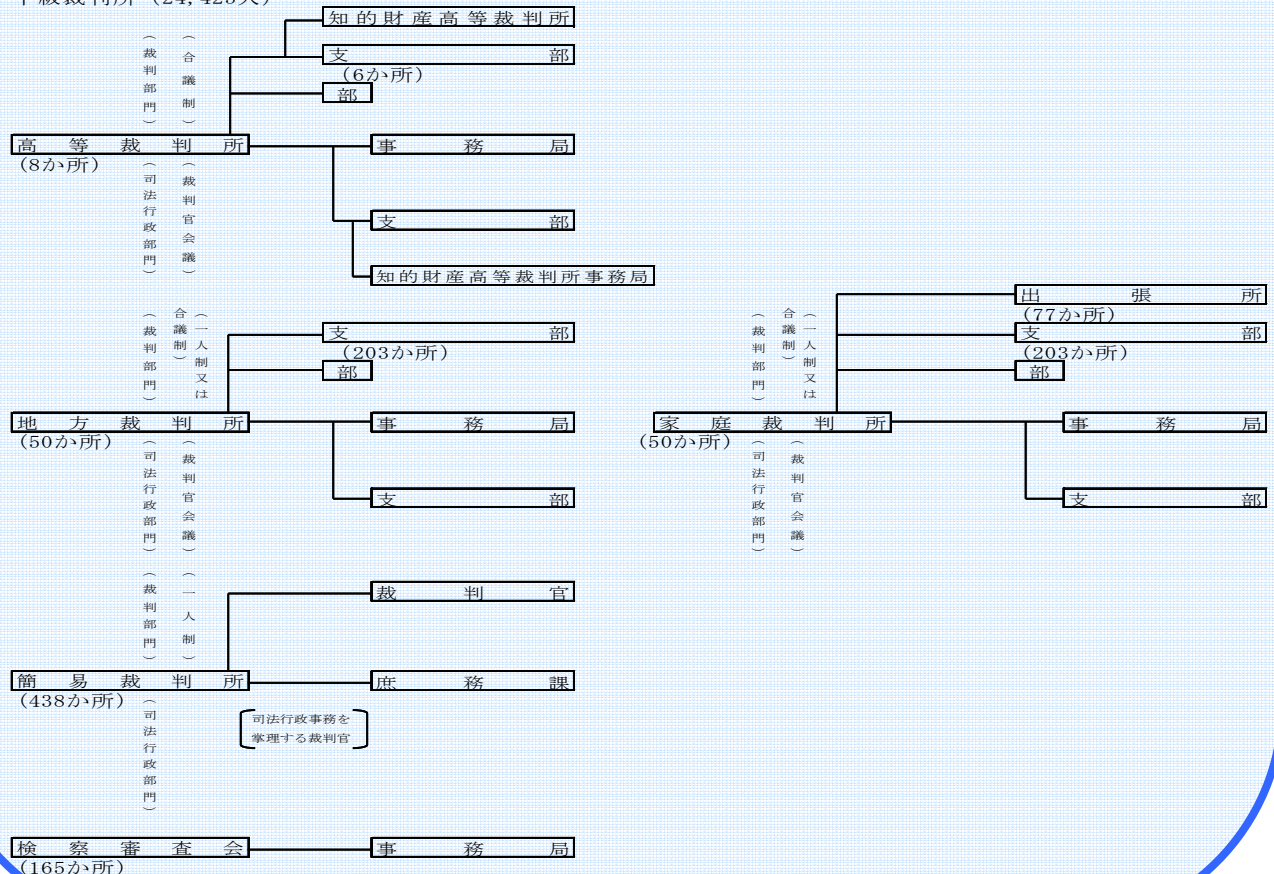 下級裁判所（24,425人）
知的財産高等裁判所
支部
（6か所）
部
（裁判部門）
（合議制）
高等裁判所
（8か所）
事務局
（司法行政部門）
（裁判官会議）
支部
知的財産高等裁判所事務局
（裁判部門）
（一人制又は
合議制）
支部
（203か所）
部
地方裁判所
（50か所）
事務局
（司法行政部門）
（裁判官会議）
支部
出張所
（77か所）
支部
（203か所）
部
（裁判部門）
（一人制又は
合議制）
家庭裁判所
（50か所）
事務局
（司法行政部門）
（裁判官会議）
支部
（裁判部門）
（一人制）
裁判官
簡易裁判所
（438か所）
庶務課
（司法行政部門）
司法行政事務を
掌理する裁判官
検察審査会
（165か所）
事務局